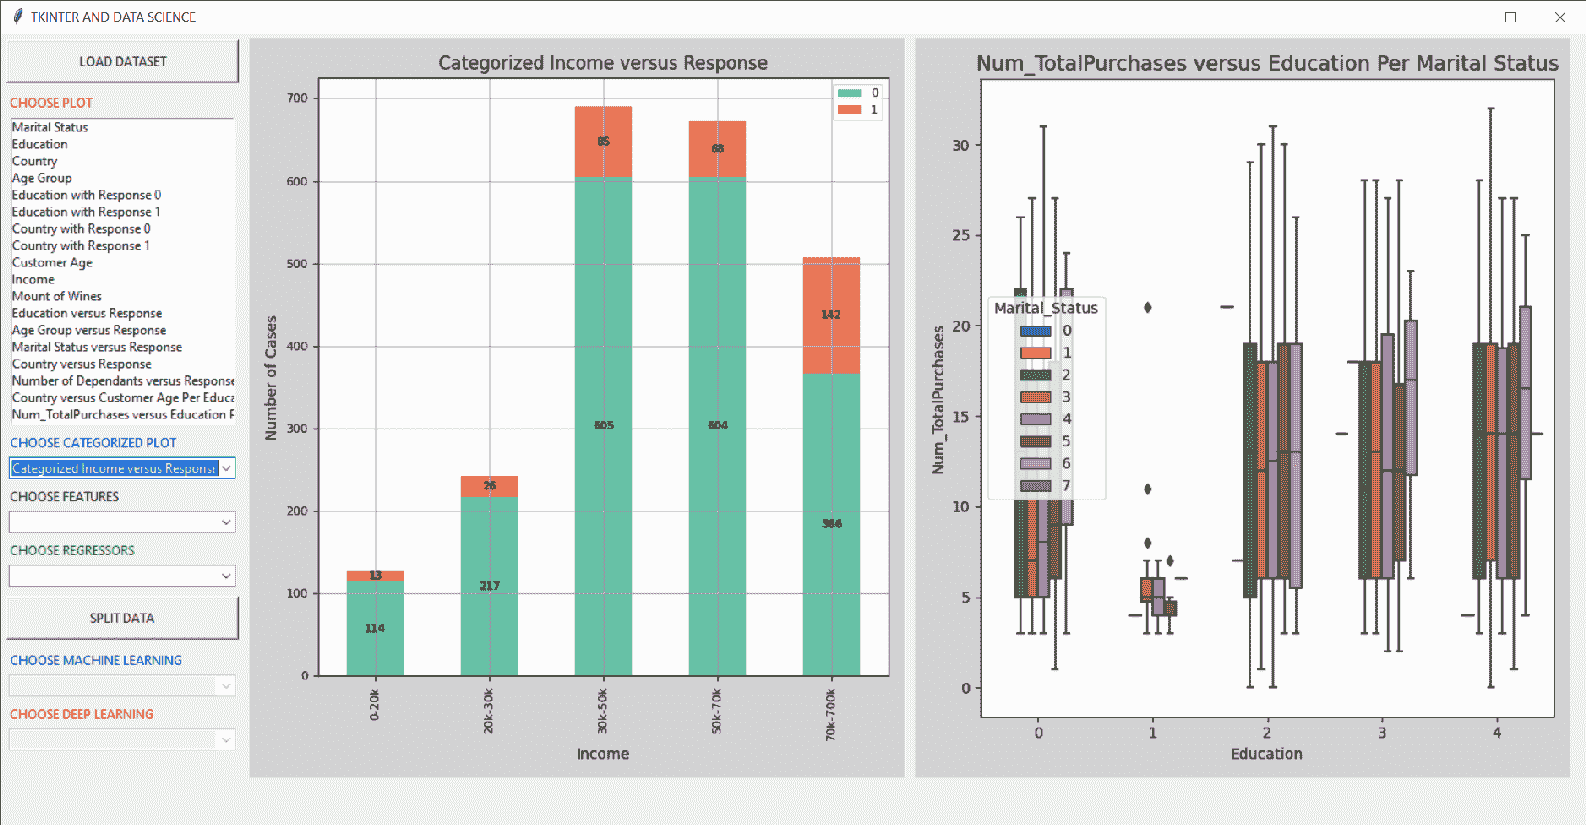 TKINTER AND DATA SCIENCE
LOAD DATASET
CHOOSE PLOT
Marital Status
Education
Country
Age Group
Education with Response 0
Education with Response 1
Country with Response 0
Country with Response 1
Customer Age
Income
Mount of Wines
Education versus Response
Age Group versus Response
Marital Status versus Response
Country versus Response
Number of Dependants versus Response
Country versus Customer Age Per Educa
Num_TotalPurchases versus Education F
CHOOSE CATEGORIZED PLOT
Categorized Income versus Response
CHOOSE FEATURES
CHOOSE REGRESSORS
SPLIT DATA
CHOOSE MACHINE LEARNING
CHOOSE DEEP LEARNING
Categorized Income versus Response
0
1
700
600
500
400
300
200
100
0
Number of Cases
13
114
26
217
85
605
68
604
142
366
0-20k
20k-30k
30k-50k
50k-70k
70k-700k
Income
Num_TotalPurchases versus Education Per Marital Status
30
25
20
15
10
5
0
Num_TotalPurchases
Marital_Status
0
1
2
3
4
5
6
7
0
1
2
3
4
Education